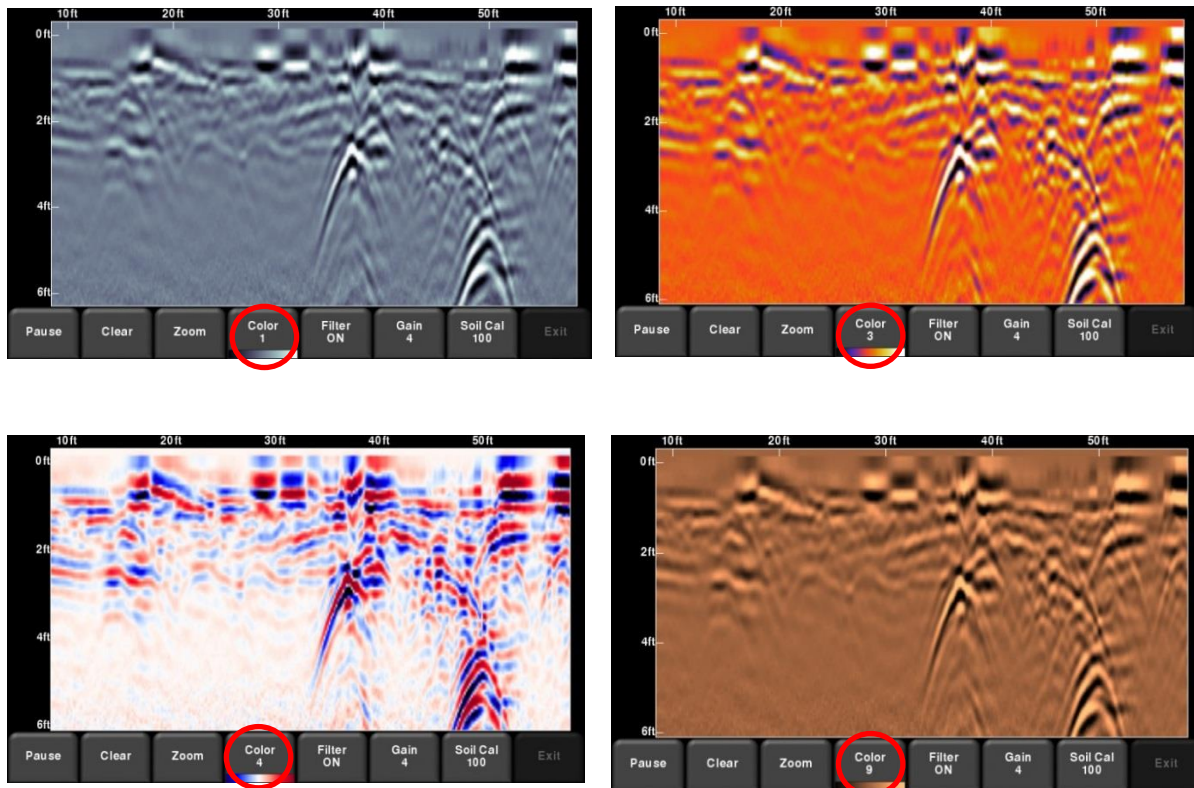 10ft 20ft 30ft 40ft 50ft
0ft
2ft
4ft
6ft
Pause Clear Zoom Color 1 Filter ON Gain 4 Soil Cal 100 Exit
10ft 20ft 30ft 40ft 50ft
0ft
2ft
4ft
6ft
Pause Clear Zoom Color 3 Filter ON Gain 4 Soil Cal 100 Exit
10ft 20ft 30ft 40ft 50ft
0ft
2ft
4ft
6ft
Pause Clear Zoom Color 4 Filter ON Gain 4 Soil Cal 100 Exit
10ft 20ft 30ft 40ft 50ft
0ft
2ft
4ft
6ft
Pause Clear Zoom Color 9 Filter ON Gain 4 Soil Cal 100 Exit